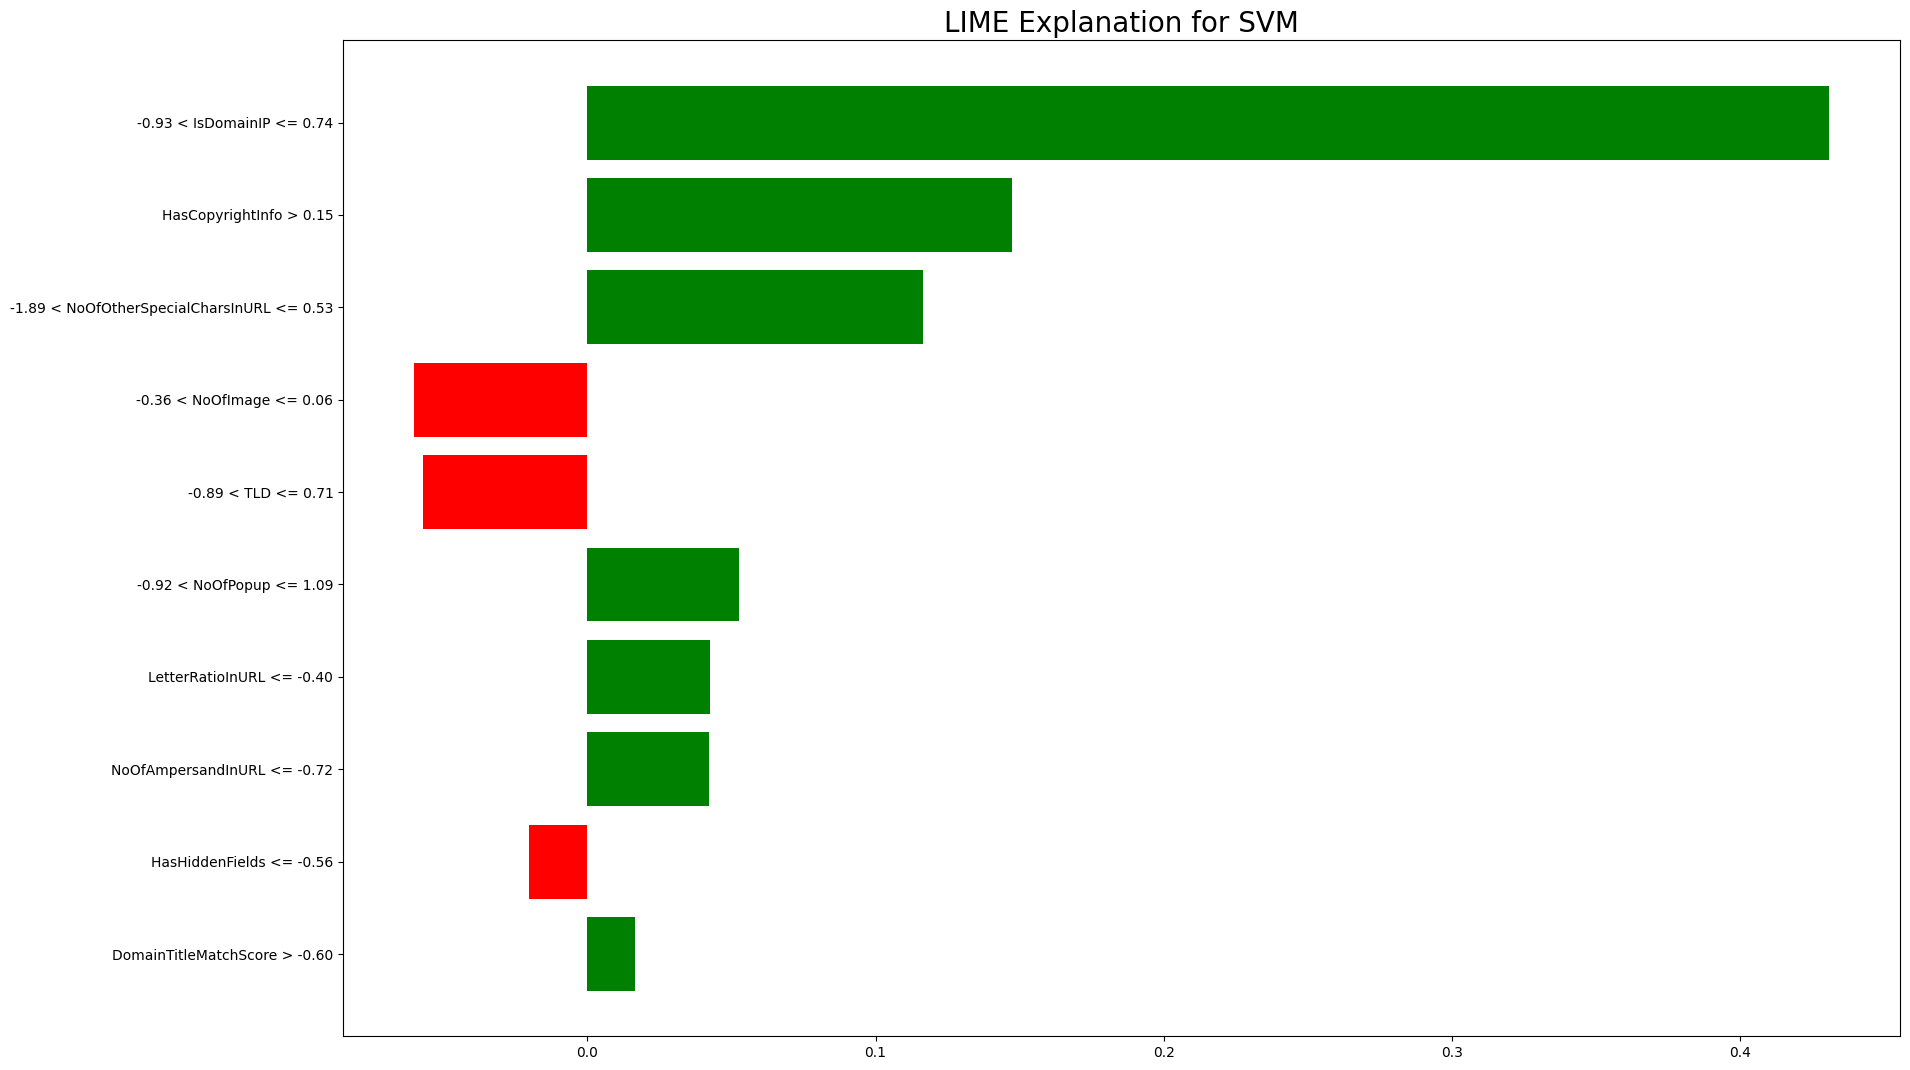 LIME Explanation for SVM
-0.93 < IsDomainIP <= 0.74
HasCopyrightInfo > 0.15
-1.89 < NoOfOtherSpecialCharsInURL <= 0.53
-0.36 < NoOfImage <= 0.06
-0.89 < TLD <= 0.71
-0.92 < NoOfPopup <= 1.09
LetterRatioInURL <= -0.40
NoOfAmpersandInURL <= -0.72
HasHiddenFields <= -0.56
DomainTitleMatchScore > -0.60
0.0 0.1 0.2 0.3 0.4